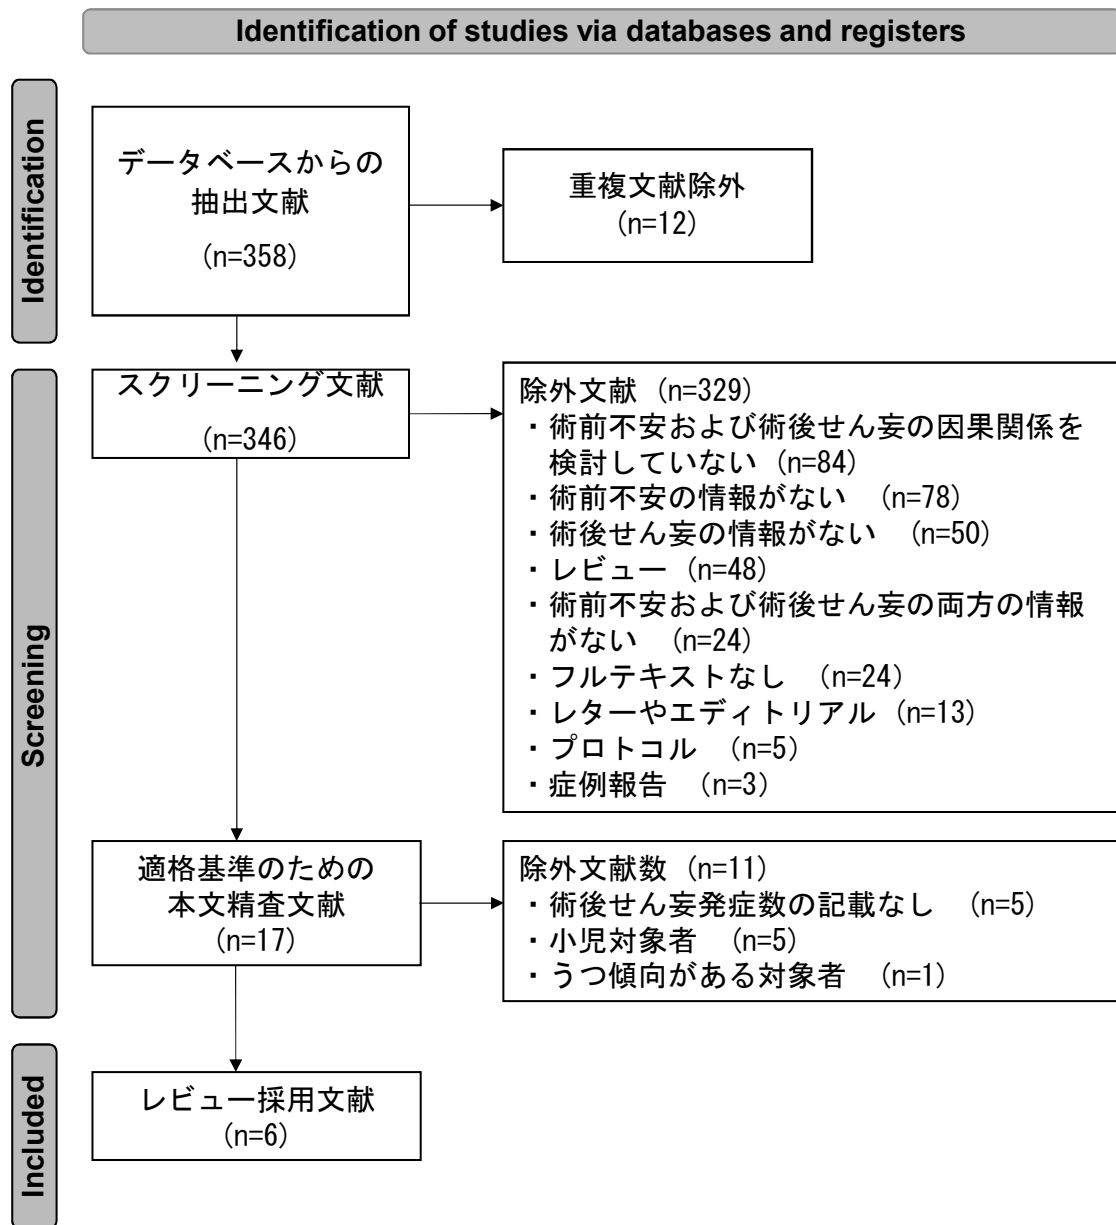 Identification of studies via databases and registers
Identification
データベースからの
抽出文献
(n=358)
重複文献除外
(n=12)
Screening
スクリーニング文献
(n=346)
除外文献 (n=329)
・術前不安および術後せん妄の因果関係を
検討していない (n=84)
・術前不安の情報がない (n=78)
・術後せん妄の情報がない (n=50)
・レビュー (n=48)
・術前不安および術後せん妄の両方の情報
がない (n=24)
・フルテキストなし (n=24)
・レターやエディトリアル (n=13)
・プロトコル (n=5)
・症例報告 (n=3)
適格基準のための
本文精査文献
(n=17)
除外文献数 (n=11)
・術後せん妄発症数の記載なし (n=5)
・小児対象者 (n=5)
・うつ傾向がある対象者 (n=1)
Included
レビュー採用文献
(n=6)